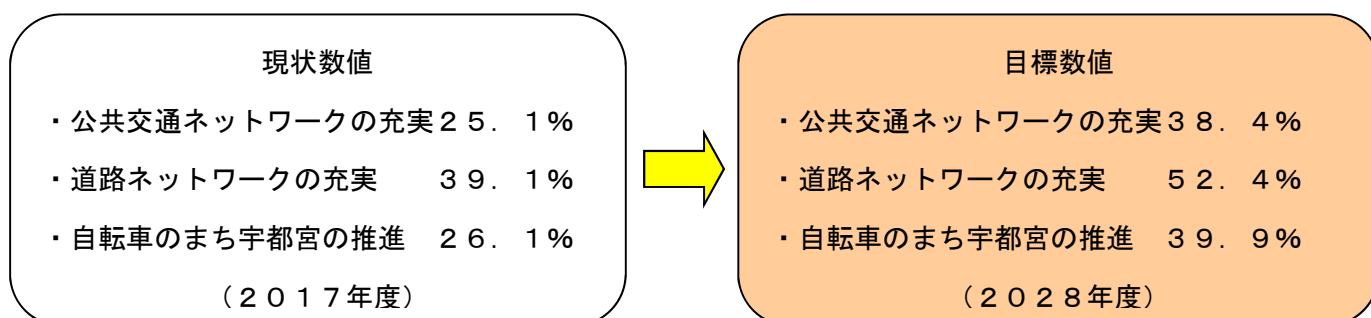 現状数値
・公共交通ネットワークの充実２５．１％
・道路ネットワークの充実　３９．１％
・自転車のまち宇都宮の推進　２６．１％
（２０１７年度）
目標数値
・公共交通ネットワークの充実３８．４％
・道路ネットワークの充実　５２．４％
・自転車のまち宇都宮の推進　３９．９％
（２０２８年度）